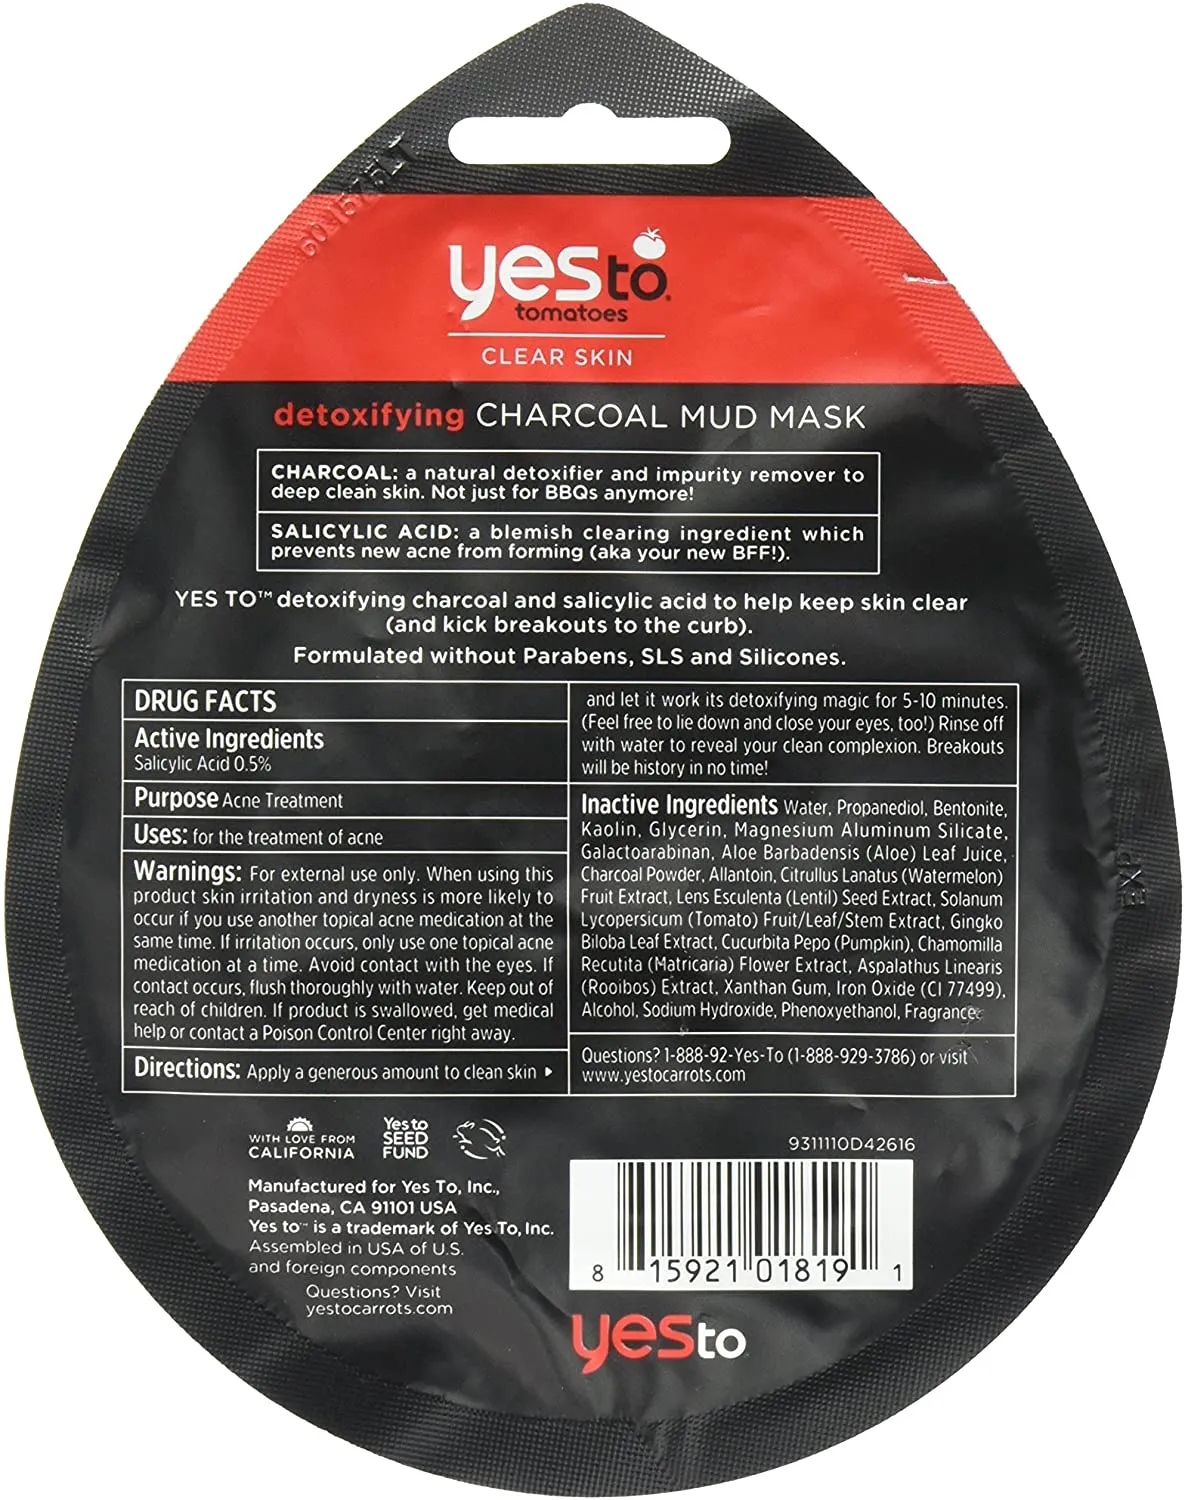 yes to
tomatoes
CLEAR SKIN
detoxifying CHARCOAL MUD MASK
CHARCOAL: a natural detoxifier and impurity remover to
deep clean skin. Not just for BBQs anymore!
SALICYLIC ACID: a blemish clearing ingredient which
prevents new acne from forming (aka your new BFF!).
YES TO™ detoxifying charcoal and salicylic acid to help keep skin clear
(and kick breakouts to the curb).
Formulated without Parabens, SLS and Silicones.
DRUG FACTS
Active Ingredients
Salicylic Acid 0.5%
Purpose Acne Treatment
Uses: for the treatment of acne
Warnings: For external use only. When using this
product skin irritation and dryness is more likely to
occur if you use another topical acne medication at the
same time. If irritation occurs, only use one topical acne
medication at a time. Avoid contact with the eyes. If
contact occurs, flush thoroughly with water. Keep out of
reach of children. If product is swallowed, get medical
help or contact a Poison Control Center right away.
Directions: Apply a generous amount to clean skin ▸
and let it work its detoxifying magic for 5-10 minutes.
(Feel free to lie down and close your eyes, too!) Rinse off
with water to reveal your clean complexion. Breakouts
will be history in no time!
Inactive Ingredients Water, Propanediol, Bentonite,
Kaolin, Glycerin, Magnesium Aluminum Silicate,
Galactoarabinan, Aloe Barbadensis (Aloe) Leaf Juice,
Charcoal Powder, Allantoin, Citrullus Lanatus (Watermelon)
Fruit Extract, Lens Esculenta (Lentil) Seed Extract, Solanum
Lycopersicum (Tomato) Fruit/Leaf/Stem Extract, Gingko
Biloba Leaf Extract, Cucurbita Pepo (Pumpkin), Chamomilla
Recutita (Matricaria) Flower Extract, Aspalathus Linearis
(Rooibos) Extract, Xanthan Gum, Iron Oxide (CI 77499),
Alcohol, Sodium Hydroxide, Phenoxyethanol, Fragrance.
Questions? 1-888-92-Yes-To (1-888-929-3786) or visit
www.yestocarrots.com
EXP
WITH LOVE FROM
CALIFORNIA
Yes to
SEED
FUND
Manufactured for Yes To, Inc.,
Pasadena, CA 91101 USA
Yes to™ is a trademark of Yes To, Inc.
Assembled in USA of U.S.
and foreign components
Questions? Visit
yestocarrots.com
9311110D42616
8 15921 01819 1
yes to